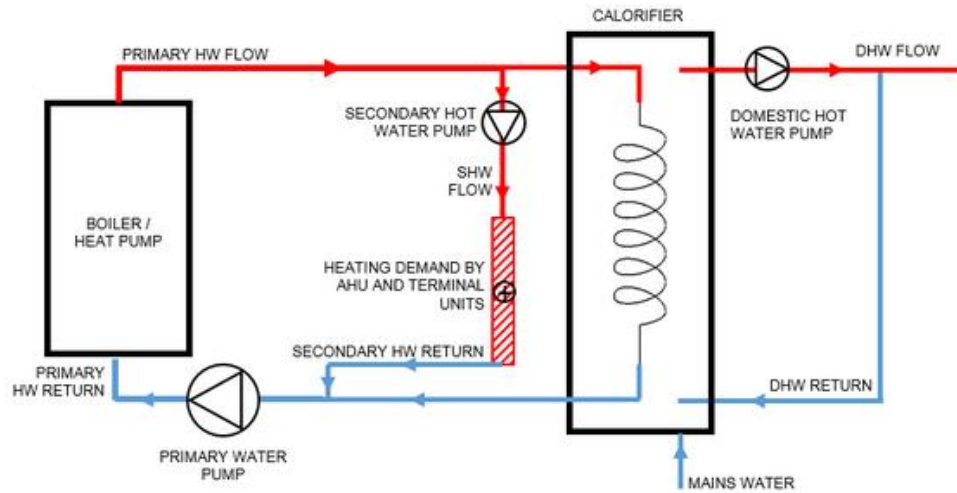 CALORIFIER
PRIMARY HW FLOW
DHW FLOW
SECONDARY HOT
WATER PUMP
DOMESTIC HOT
WATER PUMP
SHW
FLOW
BOILER /
HEAT PUMP
HEATING DEMAND BY
AHU AND TERMINAL
UNITS
SECONDARY HW RETURN
PRIMARY
HW RETURN
DHW RETURN
PRIMARY WATER
PUMP
MAINS WATER